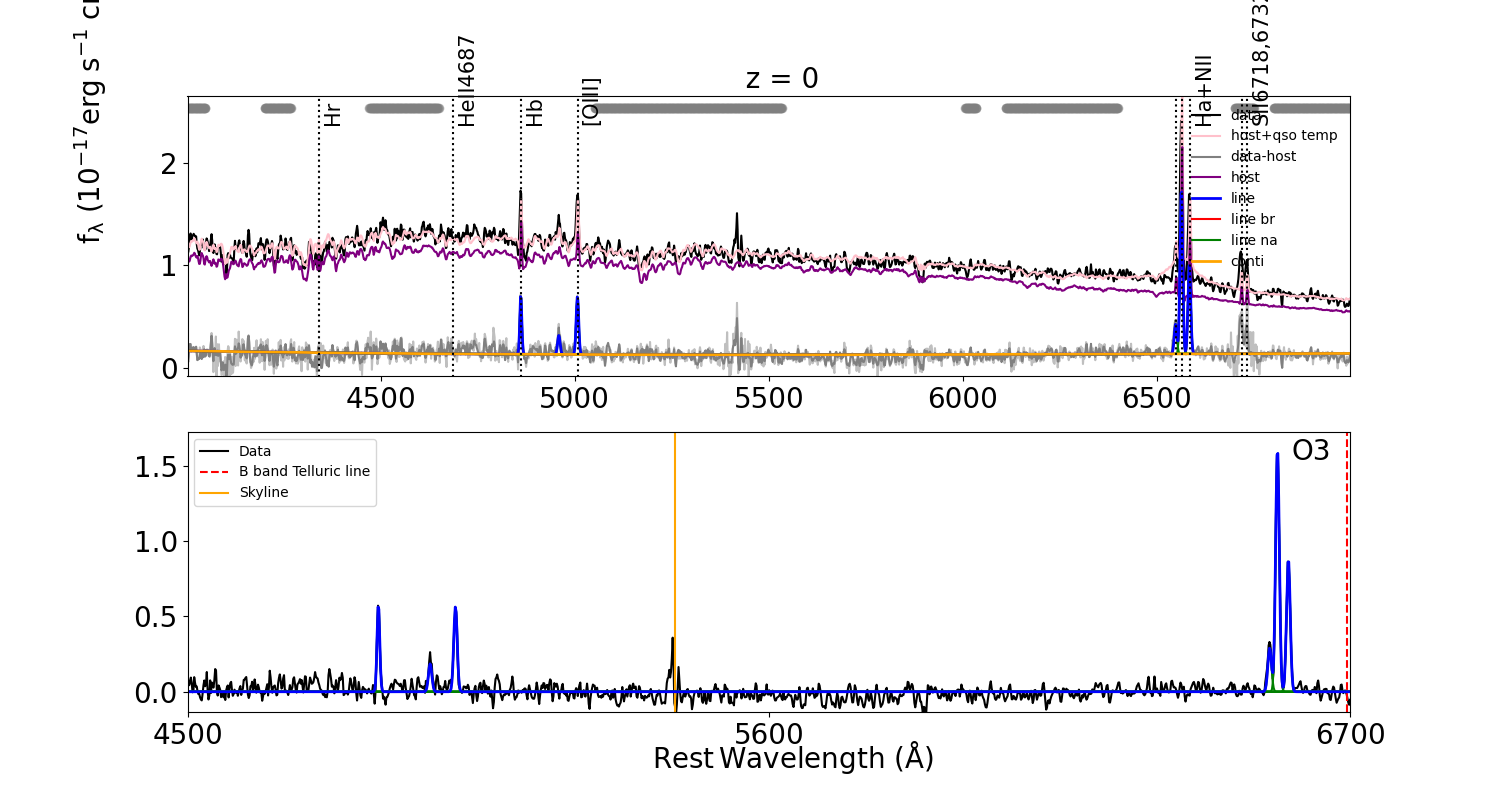 z = 0
f_λ (10^−17 erg s^−1
Hr
HeII4687
Hb
[OIII]
Ha+NII
SII6718,6732
data
host+qso temp
data-host
host
line
line br
line na
conti
2
1
0
4500
5000
5500
6000
6500
O3
Data
B band Telluric line
Skyline
1.5
1.0
0.5
0.0
4500
5600
6700
Rest Wavelength (Å)